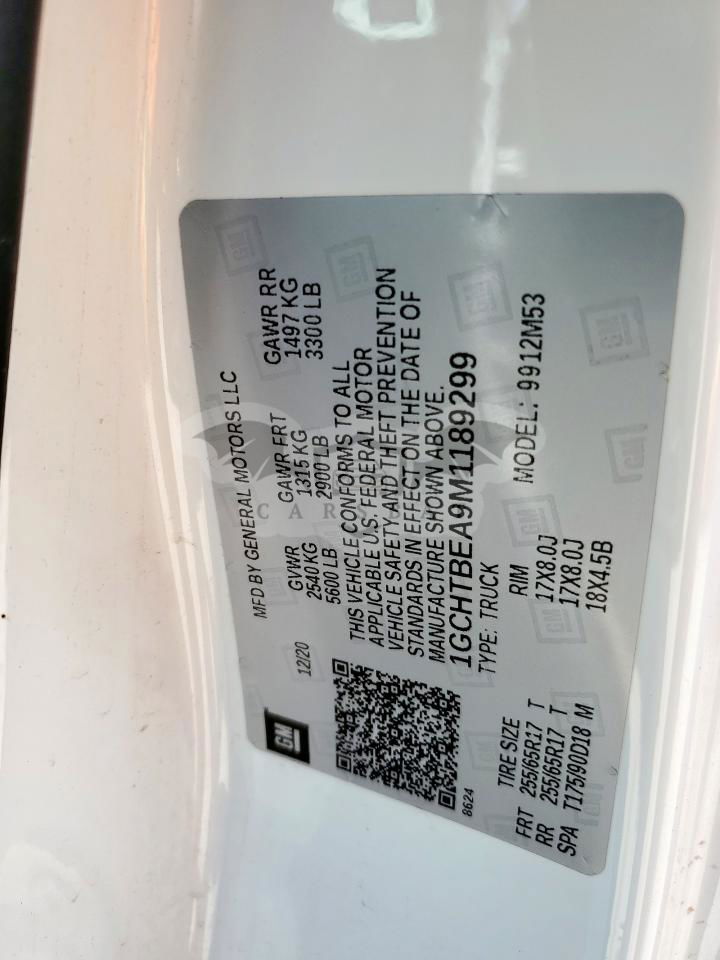 GM
MFD BY GENERAL MOTORS LLC
12/20
GVWR GAWR FRT GAWR RR
2540 KG 1315 KG 1497 KG
5600 LB 2900 LB 3300 LB
THIS VEHICLE CONFORMS TO ALL
APPLICABLE U.S. FEDERAL MOTOR
VEHICLE SAFETY AND THEFT PREVENTION
STANDARDS IN EFFECT ON THE DATE OF
MANUFACTURE SHOWN ABOVE.
1GCHTBEA9M1189299
TYPE: TRUCK
MODEL: 9912M53
8624
TIRE SIZE RIM
FRT 255/65R17 T 17X8.0J
RR 255/65R17 T 17X8.0J
SPA T175/90D18 M 18X4.5B